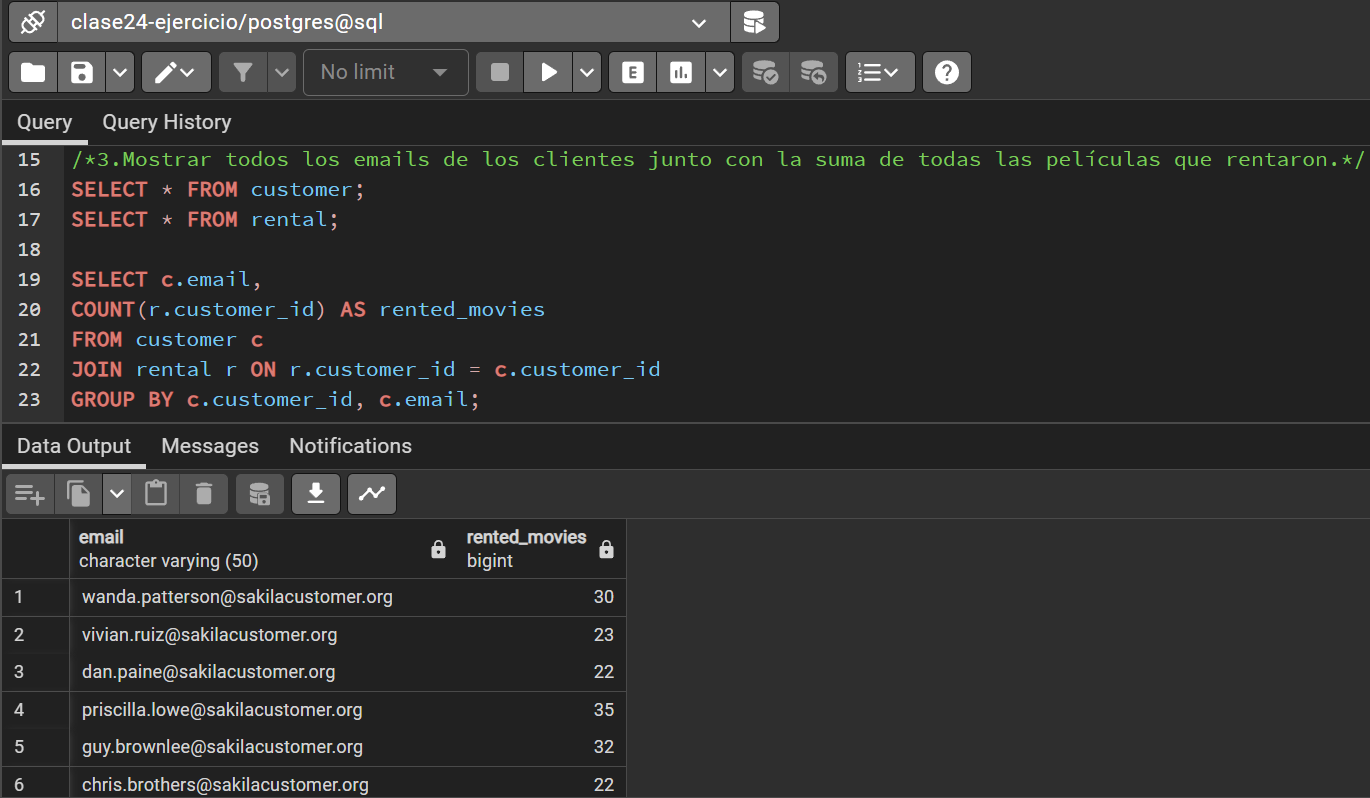 clase24-ejercicio/postgres@sql
No limit
E
Query Query History
15 /*3.Mostrar todos los emails de los clientes junto con la suma de todas las películas que rentaron.*/
16 SELECT * FROM customer;
17 SELECT * FROM rental;
18
19 SELECT c.email,
20 COUNT(r.customer_id) AS rented_movies
21 FROM customer c
22 JOIN rental r ON r.customer_id = c.customer_id
23 GROUP BY c.customer_id, c.email;
Data Output Messages Notifications
email rented_movies
character varying (50) bigint
1 wanda.patterson@sakilacustomer.org 30
2 vivian.ruiz@sakilacustomer.org 23
3 dan.paine@sakilacustomer.org 22
4 priscilla.lowe@sakilacustomer.org 35
5 guy.brownlee@sakilacustomer.org 32
6 chris.brothers@sakilacustomer.org 22